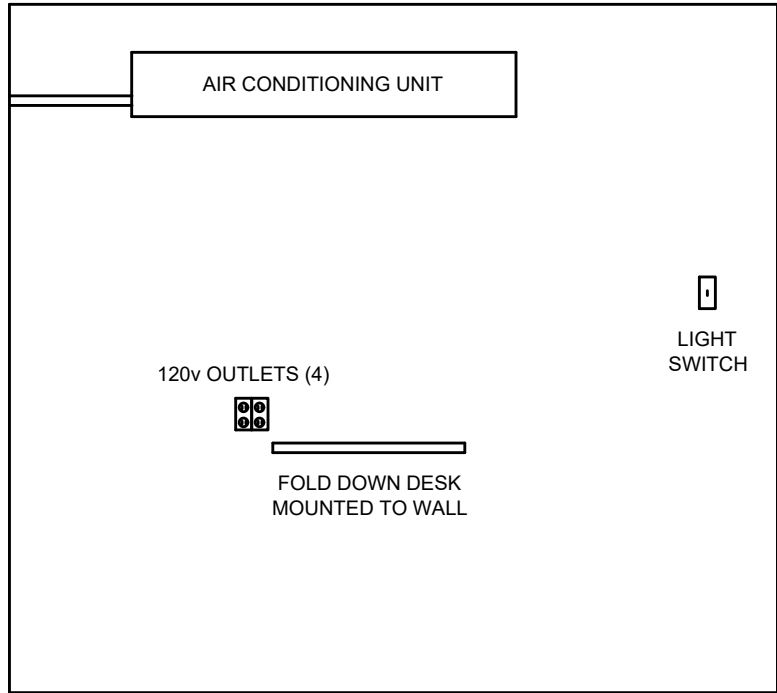 AIR CONDITIONING UNIT
LIGHT
SWITCH
120v OUTLETS (4)
FOLD DOWN DESK
MOUNTED TO WALL